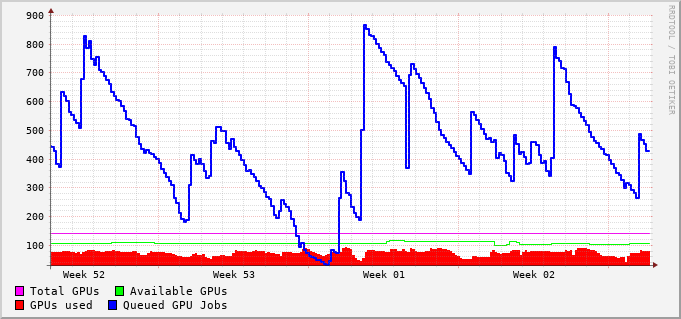 900
800
700
600
500
400
300
200
100
Week 52 Week 53 Week 01 Week 02
Total GPUs Available GPUs
GPUs used Queued GPU Jobs
RRDTOOL / TOBI OETIKER